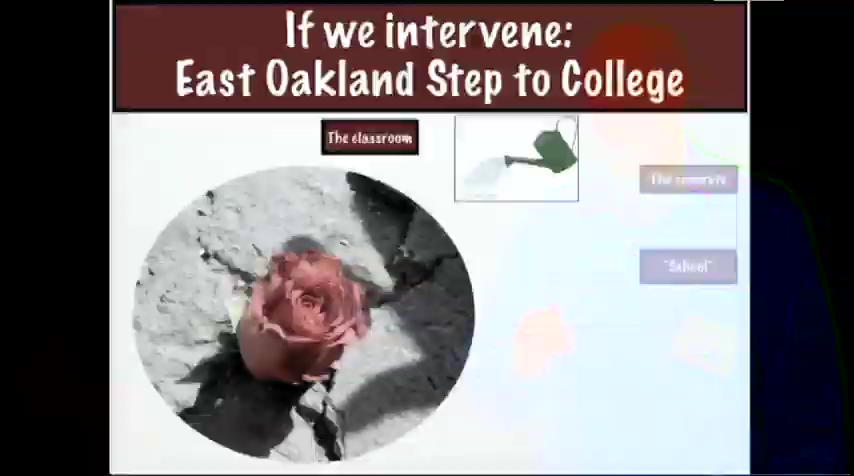 If we intervene:
East Oakland Step to College
The classroom
The concrete
"School"